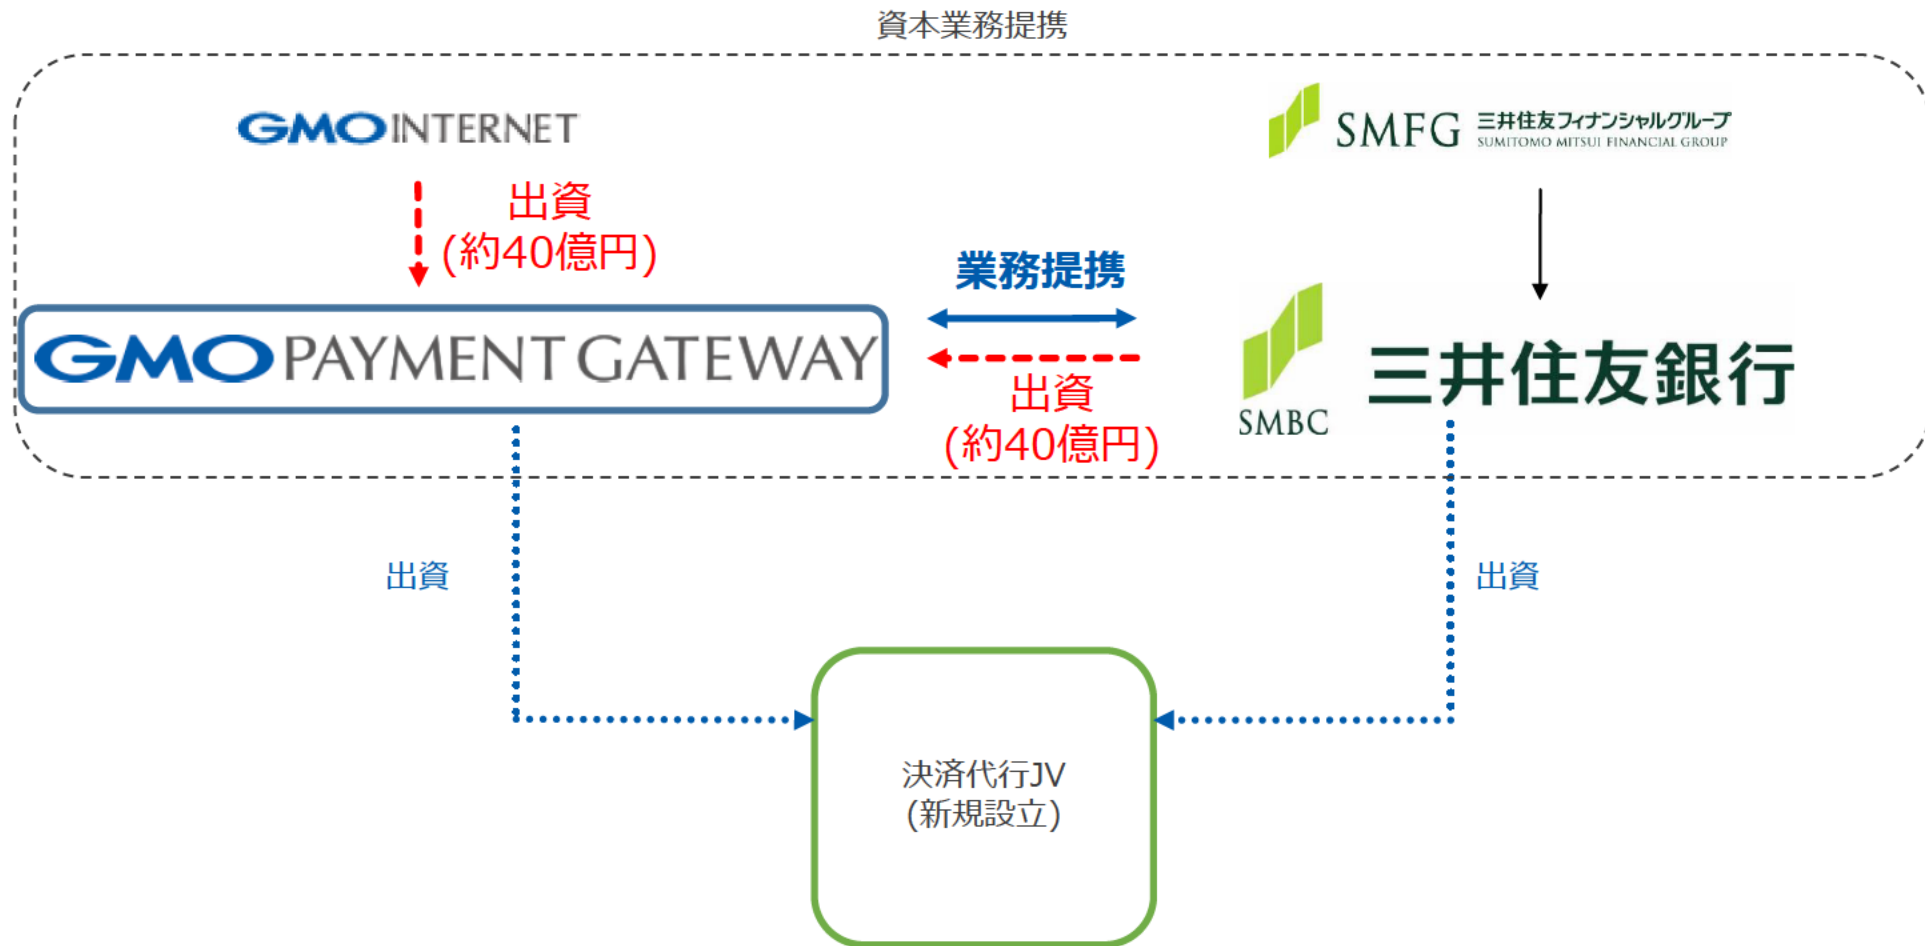 資本業務提携
GMO INTERNET
SMFG 三井住友フィナンシャルグループ
SUMITOMO MITSUI FINANCIAL GROUP
出資
(約40億円)
業務提携
GMO PAYMENT GATEWAY
三井住友銀行
SMBC
出資
(約40億円)
出資
出資
決済代行JV
(新規設立)